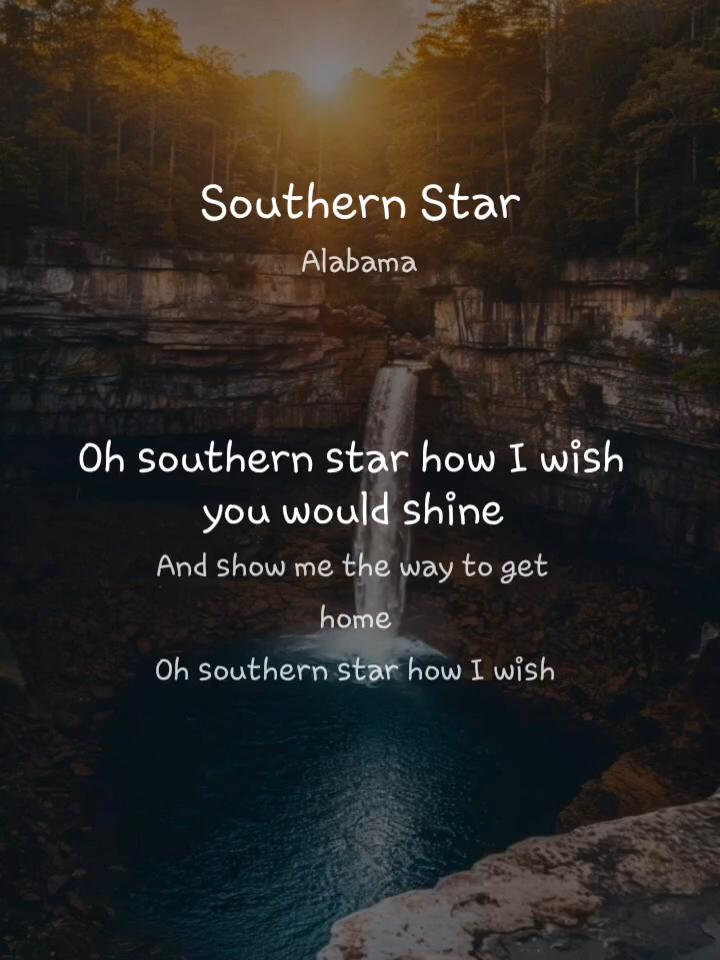 Southern Star
Alabama
Oh southern star how I wish
you would shine
And show me the way to get
home
Oh southern star how I wish